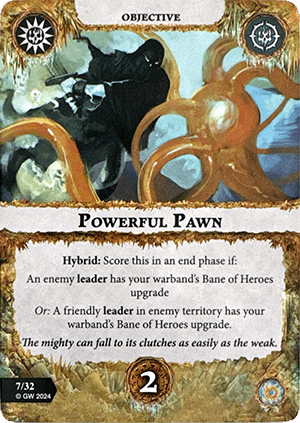 OBJECTIVE
POWERFUL PAWN
Hybrid: Score this in an end phase if:
An enemy leader has your warband's Bane of Heroes
upgrade
Or: A friendly leader in enemy territory has your
warband's Bane of Heroes upgrade.
The mighty can fall to its clutches as easily as the weak.
7/32
© GW 2024
2